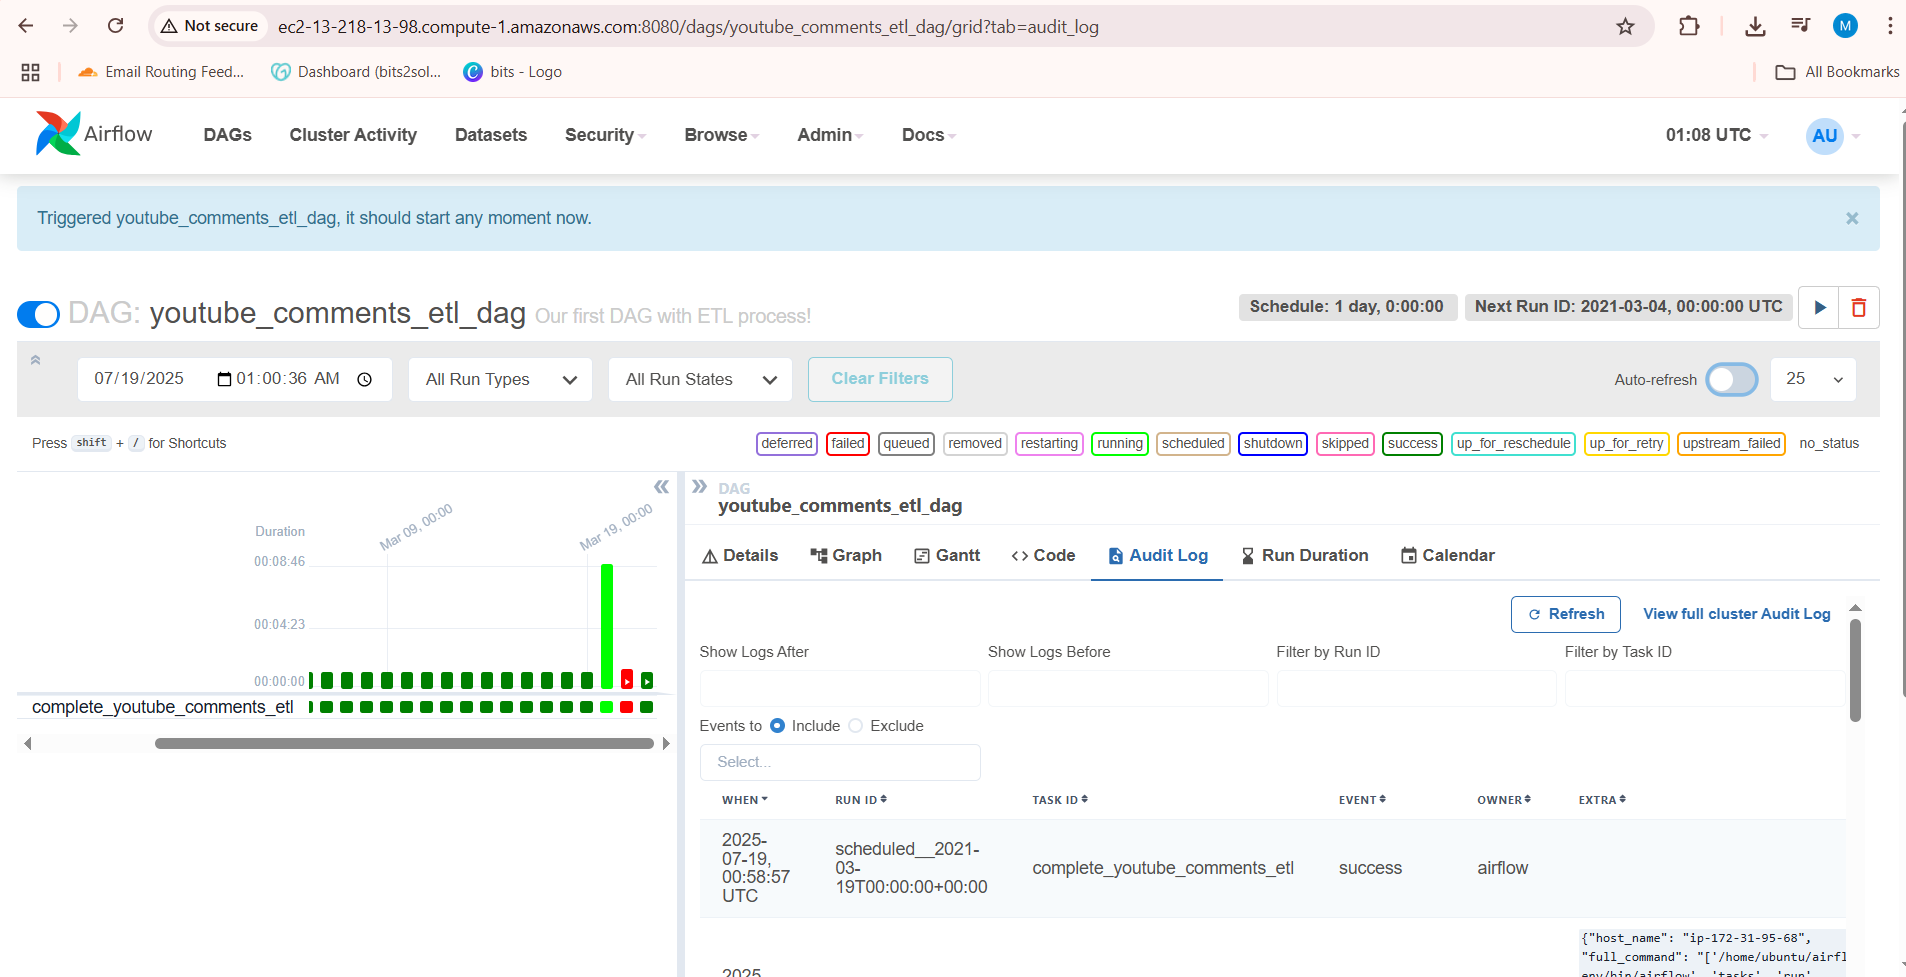 Not secure ec2-13-218-13-98.compute-1.amazonaws.com:8080/dags/youtube_comments_etl_dag/grid?tab=audit_log
M
Email Routing Feed... Dashboard (bits2sol... bits - Logo All Bookmarks
Airflow DAGs Cluster Activity Datasets Security Browse Admin Docs 01:08 UTC AU
Triggered youtube_comments_etl_dag, it should start any moment now. ×
DAG: youtube_comments_etl_dag Our first DAG with ETL process! Schedule: 1 day, 0:00:00 Next Run ID: 2021-03-04, 00:00:00 UTC
07/19/2025 01:00:36 AM All Run Types All Run States Clear Filters Auto-refresh 25
Press shift + / for Shortcuts deferred failed queued removed restarting running scheduled shutdown skipped success up_for_reschedule up_for_retry upstream_failed no_status
Duration
Mar 09, 00:00
Mar 19, 00:00
00:08:46
00:04:23
00:00:00
complete_youtube_comments_etl
DAG
youtube_comments_etl_dag
Details Graph Gantt Code Audit Log Run Duration Calendar
Refresh View full cluster Audit Log
Show Logs After Show Logs Before Filter by Run ID Filter by Task ID
Events to Include Exclude
Select...
WHEN RUN ID TASK ID EVENT OWNER EXTRA
2025-
07-19,
00:58:57
UTC
scheduled__2021-
03-
19T00:00:00+00:00
complete_youtube_comments_etl success airflow
{"host_name": "ip-172-31-95-68",
"full_command": "['/home/ubuntu/airfl
env/bin/airflow', 'tasks', 'run',
2025